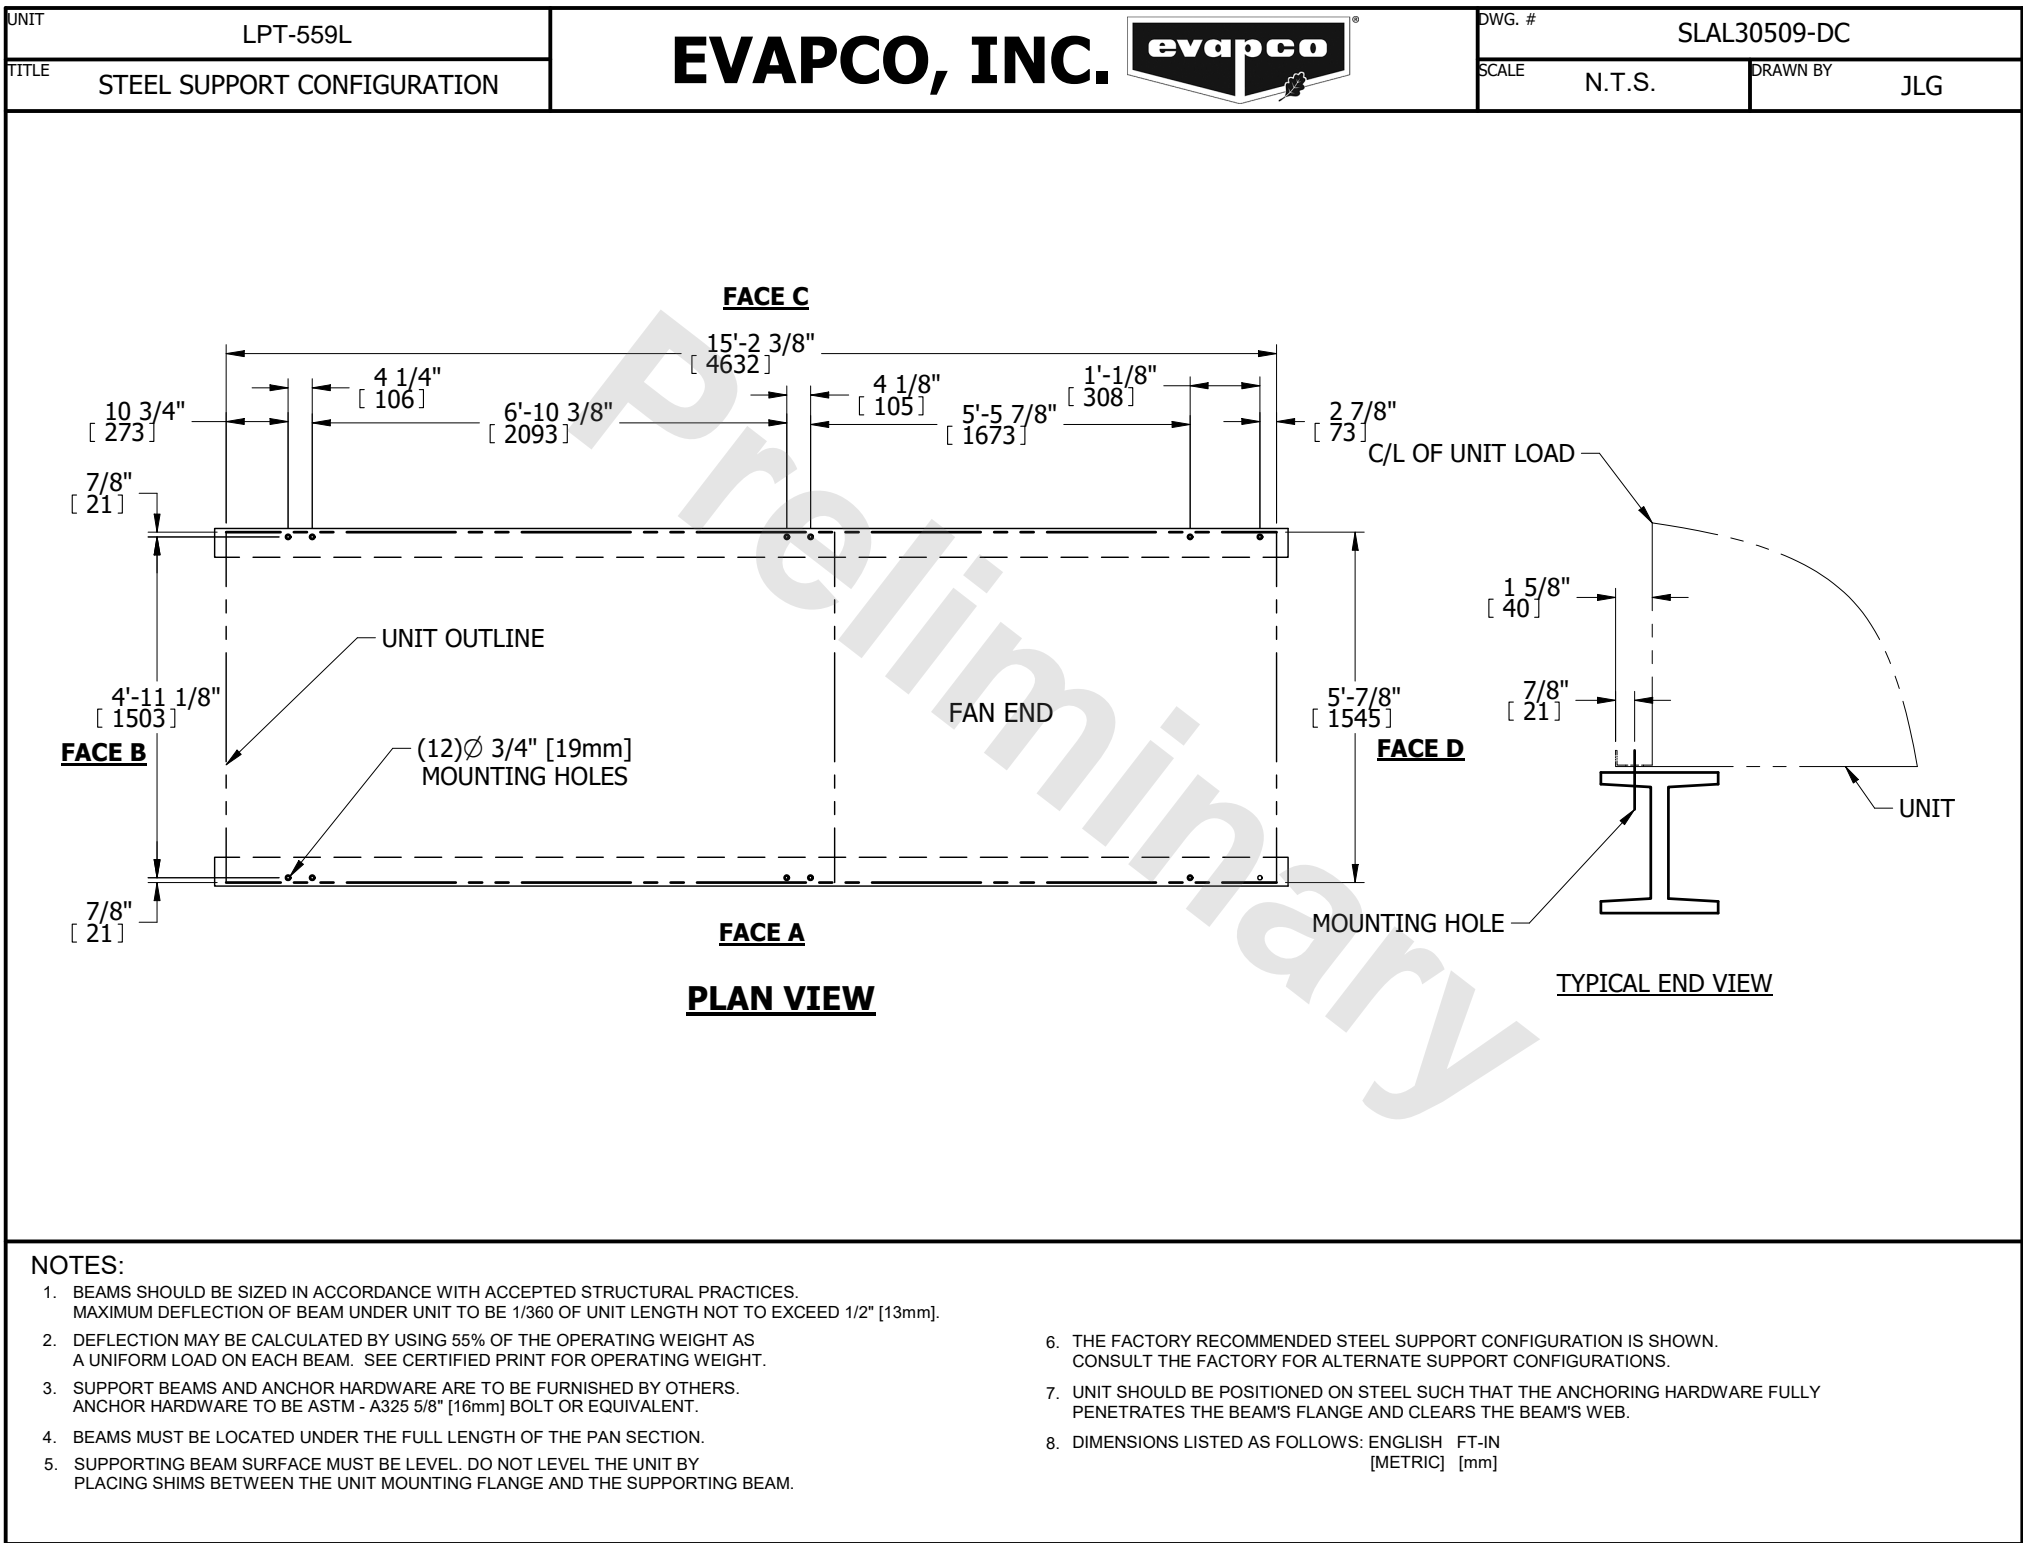 UNIT
LPT-559L
TITLE
STEEL SUPPORT CONFIGURATION
EVAPCO, INC.
evapco
®
DWG. #
SLAL30509-DC
SCALE
N.T.S.
DRAWN BY
JLG
FACE C
15'-2 3/8"
[ 4632]
4 1/4"
[ 106]
4 1/8"
[ 105]
1'-1/8"
[ 308]
10 3/4"
[ 273]
6'-10 3/8"
[ 2093]
5'-5 7/8"
[ 1673]
2 7/8"
[ 73]
C/L OF UNIT LOAD
7/8"
[ 21]
1 5/8"
[ 40]
UNIT OUTLINE
4'-11 1/8"
[ 1503]
FAN END
5'-7/8"
[ 1545]
7/8"
[ 21]
FACE B
(12)Ø 3/4" [19mm]
MOUNTING HOLES
FACE D
UNIT
7/8"
[ 21]
FACE A
MOUNTING HOLE
PLAN VIEW
TYPICAL END VIEW
Preliminary
NOTES:
1. BEAMS SHOULD BE SIZED IN ACCORDANCE WITH ACCEPTED STRUCTURAL PRACTICES.
MAXIMUM DEFLECTION OF BEAM UNDER UNIT TO BE 1/360 OF UNIT LENGTH NOT TO EXCEED 1/2" [13mm].
2. DEFLECTION MAY BE CALCULATED BY USING 55% OF THE OPERATING WEIGHT AS
A UNIFORM LOAD ON EACH BEAM. SEE CERTIFIED PRINT FOR OPERATING WEIGHT.
3. SUPPORT BEAMS AND ANCHOR HARDWARE ARE TO BE FURNISHED BY OTHERS.
ANCHOR HARDWARE TO BE ASTM - A325 5/8" [16mm] BOLT OR EQUIVALENT.
4. BEAMS MUST BE LOCATED UNDER THE FULL LENGTH OF THE PAN SECTION.
5. SUPPORTING BEAM SURFACE MUST BE LEVEL. DO NOT LEVEL THE UNIT BY
PLACING SHIMS BETWEEN THE UNIT MOUNTING FLANGE AND THE SUPPORTING BEAM.
6. THE FACTORY RECOMMENDED STEEL SUPPORT CONFIGURATION IS SHOWN.
CONSULT THE FACTORY FOR ALTERNATE SUPPORT CONFIGURATIONS.
7. UNIT SHOULD BE POSITIONED ON STEEL SUCH THAT THE ANCHORING HARDWARE FULLY
PENETRATES THE BEAM'S FLANGE AND CLEARS THE BEAM'S WEB.
8. DIMENSIONS LISTED AS FOLLOWS: ENGLISH FT-IN
[METRIC] [mm]